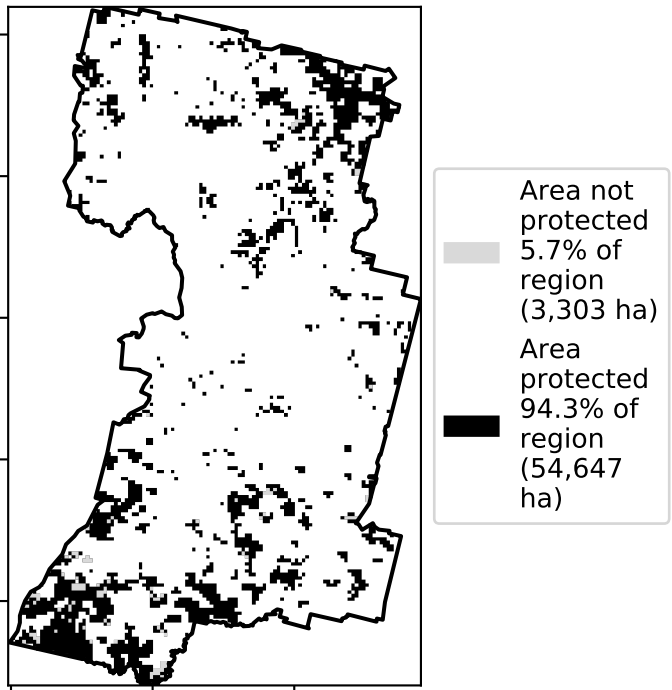 Area not
protected
5.7% of
region
(3,303 ha)
Area
protected
94.3% of
region
(54,647
ha)